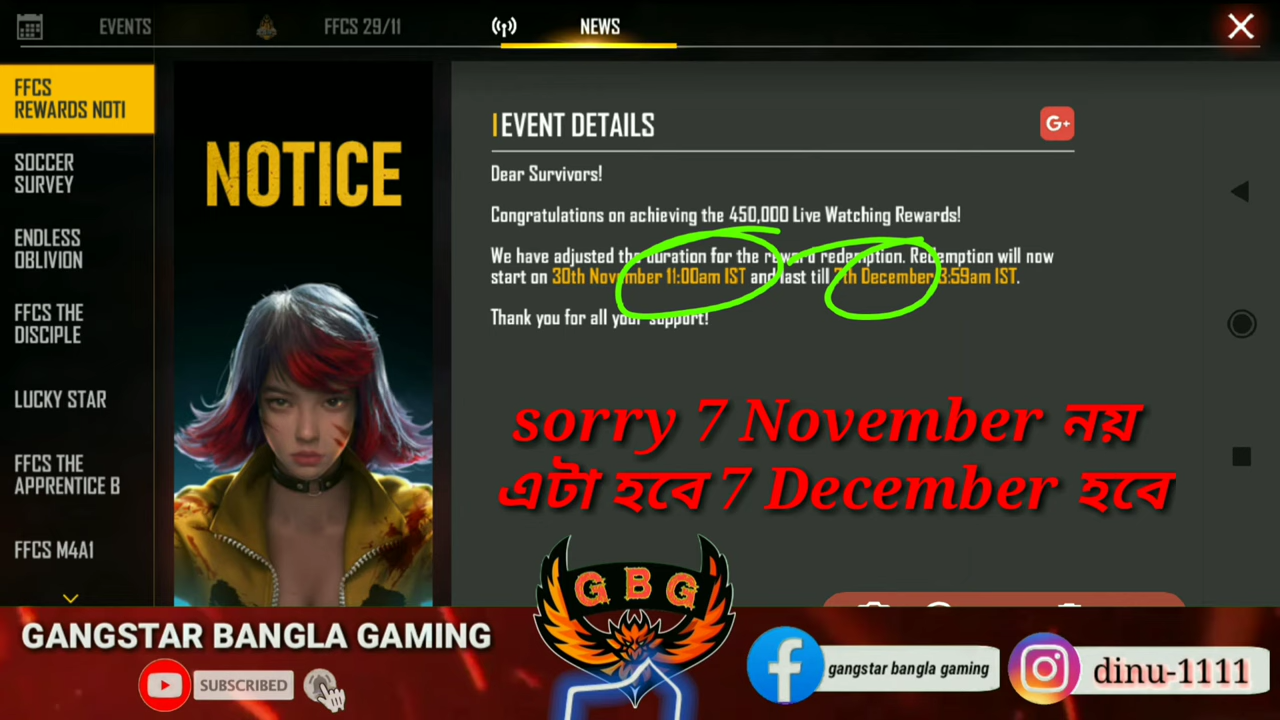 EVENTS
FFCS 29/11
NEWS
FFCS
REWARDS NOTI
SOCCER
SURVEY
ENDLESS
OBLIVION
FFCS THE
DISCIPLE
LUCKY STAR
FFCS THE
APPRENTICE B
FFCS M4A1
NOTICE
EVENT DETAILS
G+
Dear Survivors!
Congratulations on achieving the 450,000 Live Watching Rewards!
We have adjusted the duration for the reward redemption. Redemption will now
start on 30th November 11:00am IST and last till 7th December 3:59am IST.
Thank you for all your support!
sorry 7 November নয়
এটা হবে 7 December হবে
GBG
GANGSTAR BANGLA GAMING
SUBSCRIBED
gangstar bangla gaming
dinu-1111